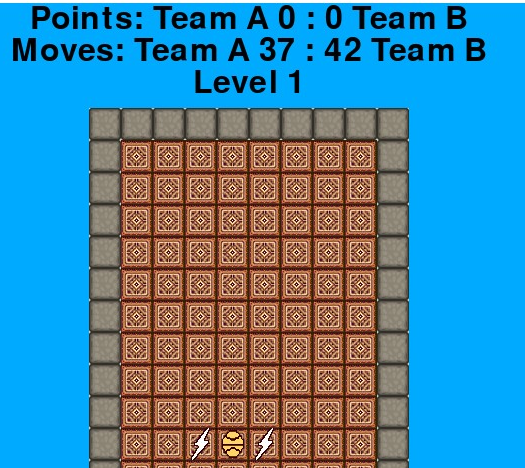 Points: Team A 0 : 0 Team B
Moves: Team A 37 : 42 Team B
Level 1